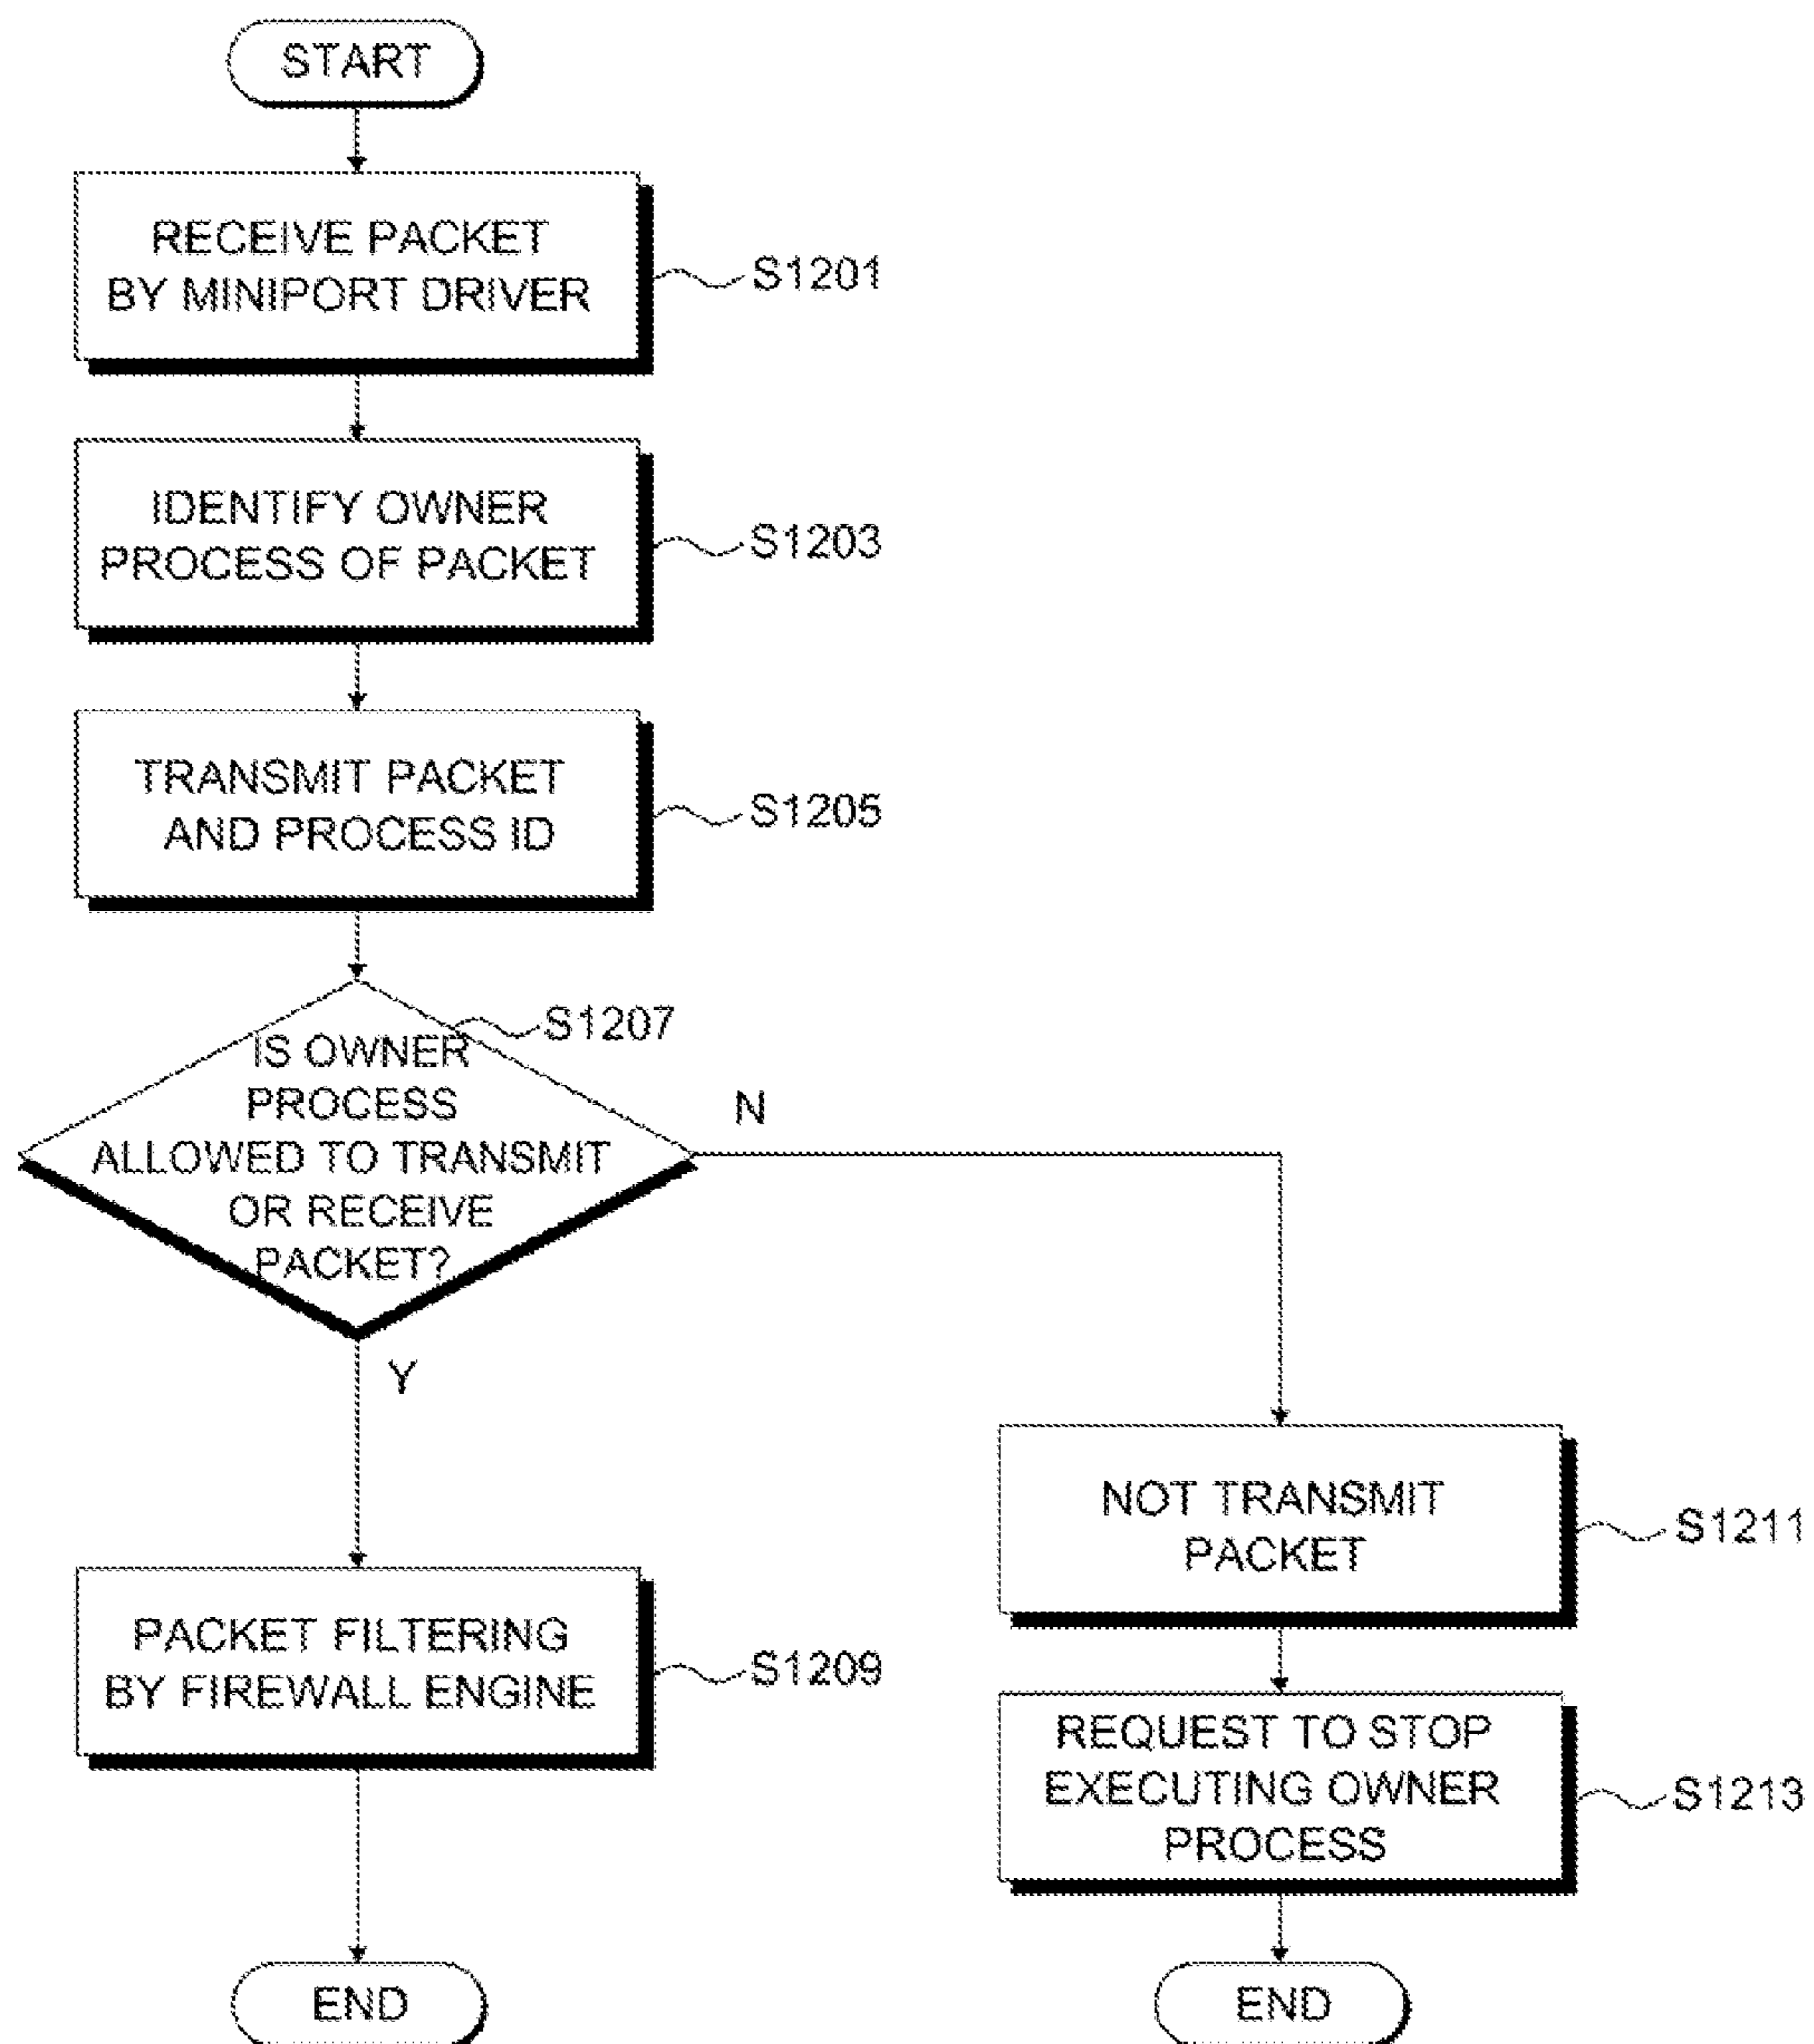 START
RECEIVE PACKET
BY MINIPORT DRIVER
S1201
IDENTIFY OWNER
PROCESS OF PACKET
S1203
TRANSMIT PACKET
AND PROCESS ID
S1205
S1207
IS OWNER
PROCESS
ALLOWED TO TRANSMIT
OR RECEIVE
PACKET?
N
Y
NOT TRANSMIT
PACKET
S1211
PACKET FILTERING
BY FIREWALL ENGINE
S1209
REQUEST TO STOP
EXECUTING OWNER
PROCESS
S1213
END
END